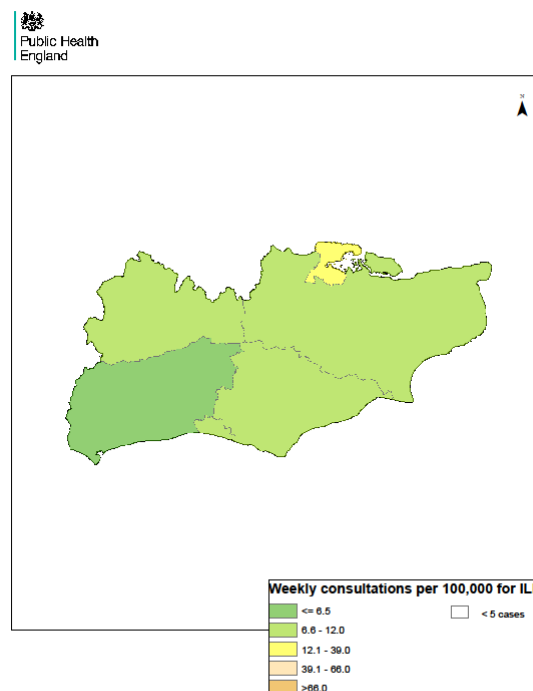 Public Health
England
N
Weekly consultations per 100,000 for IL
<= 6.5
< 5 cases
6.6 - 12.0
12.1 - 39.0
39.1 - 66.0
>66.0